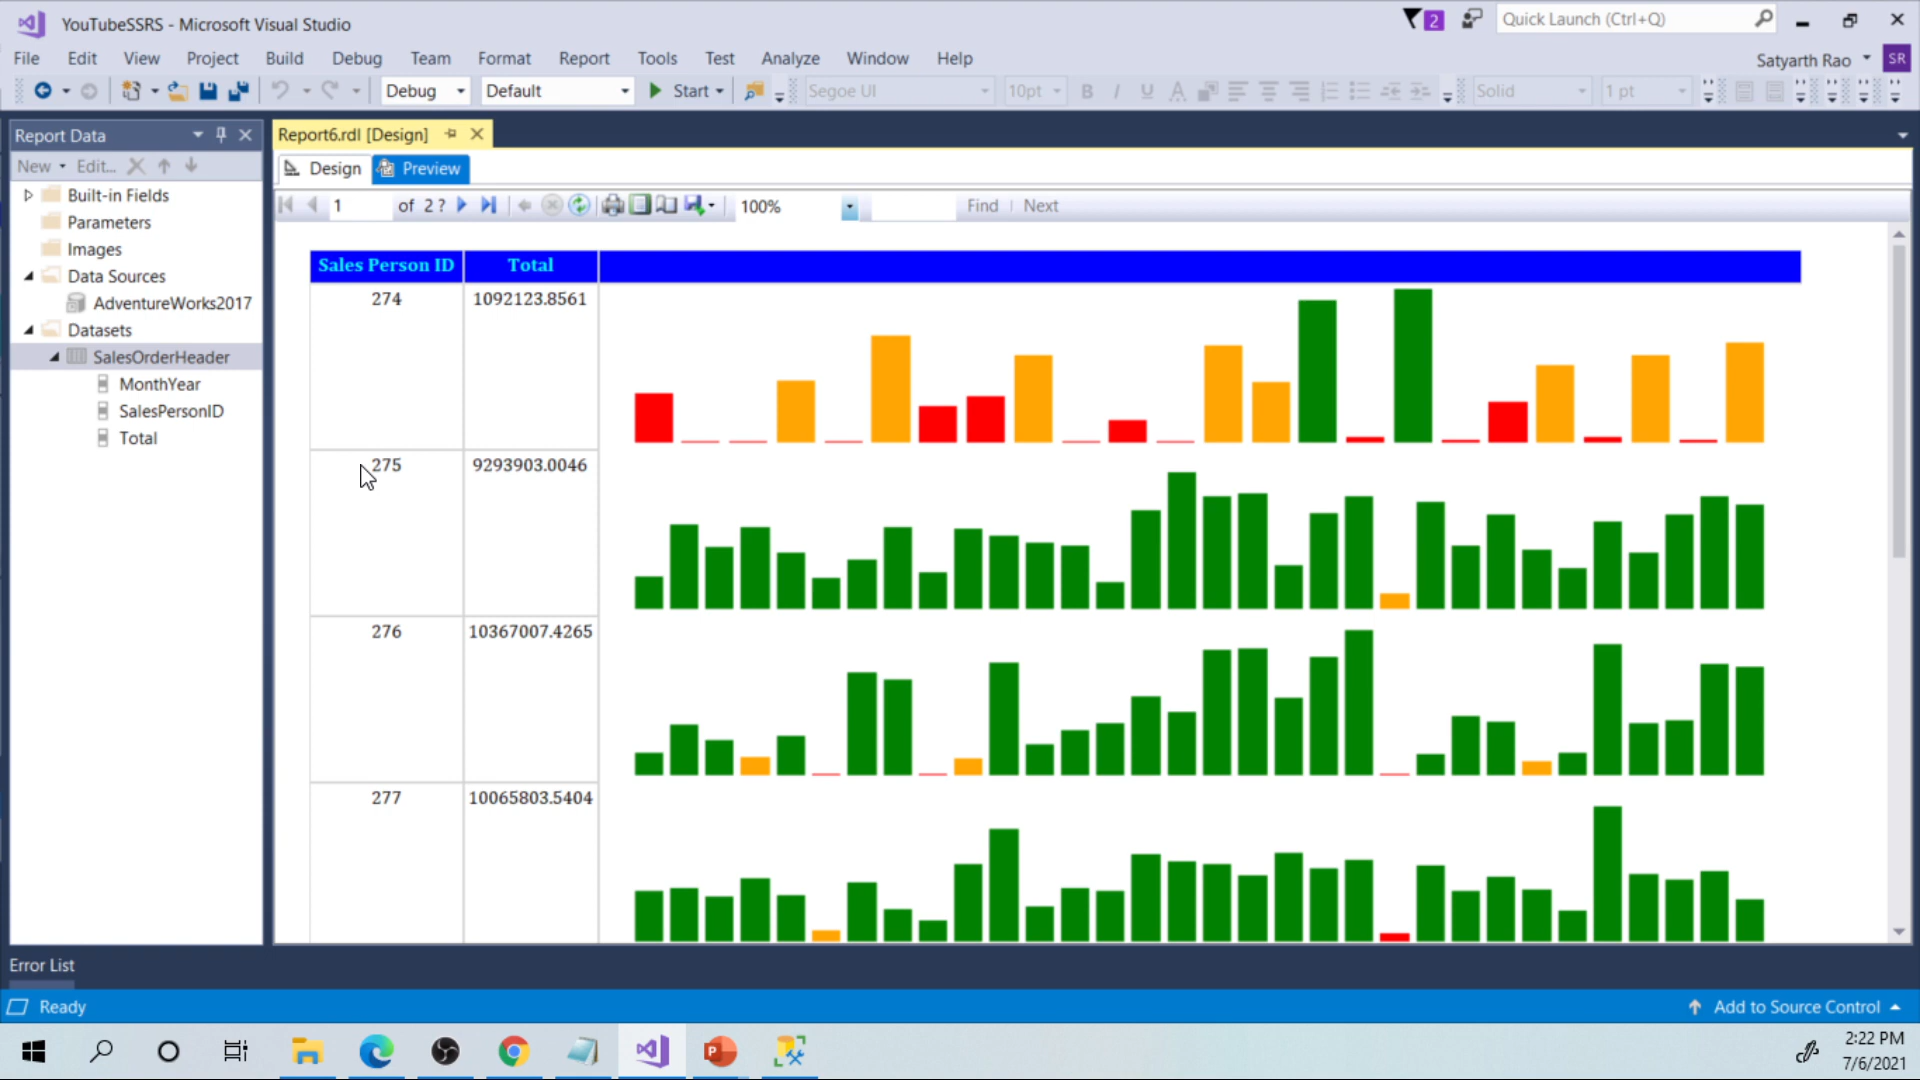 YouTubeSSRS - Microsoft Visual Studio
2
Quick Launch (Ctrl+Q)
File Edit View Project Build Debug Team Format Report Tools Test Analyze Window Help
Satyarth Rao SR
Debug Default Start Segoe UI 10pt B I U A Solid 1 pt
Report Data
Report6.rdl [Design]
New Edit...
Design Preview
1 of 2 ? 100% Find Next
Built-in Fields
Parameters
Images
Data Sources
AdventureWorks2017
Datasets
SalesOrderHeader
MonthYear
SalesPersonID
Total
Sales Person ID Total
274 1092123.8561
275 9293903.0046
276 10367007.4265
277 10065803.5404
Error List
Ready
Add to Source Control
P
2:22 PM
7/6/2021